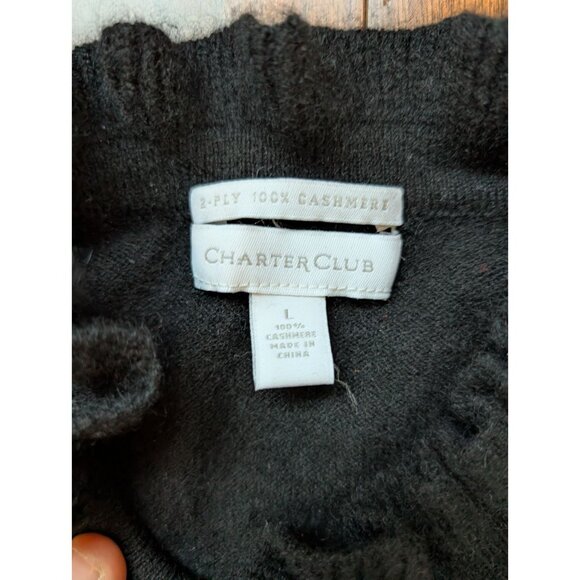 2-PLY 100% CASHMERE
CHARTER CLUB
L
100%
CASHMERE
MADE IN
CHINA